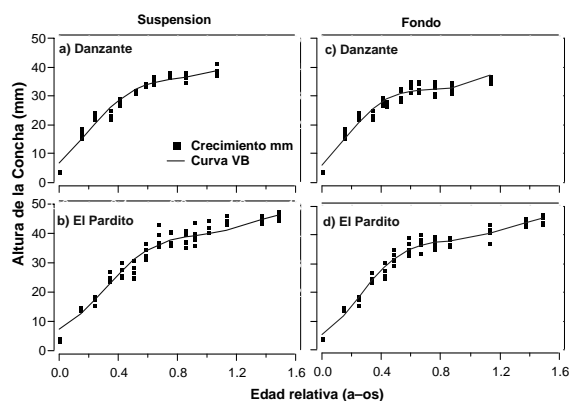 Suspension Fondo
a) Danzante c) Danzante
Crecimiento mm
Curva VB
b) El Pardito d) El Pardito
Altura de la Concha (mm)
50
40
30
20
10
0
50
40
30
20
10
0
0.0 0.4 0.8 1.2 1.6 0.0 0.4 0.8 1.2 1.6
Edad relativa (a–os)